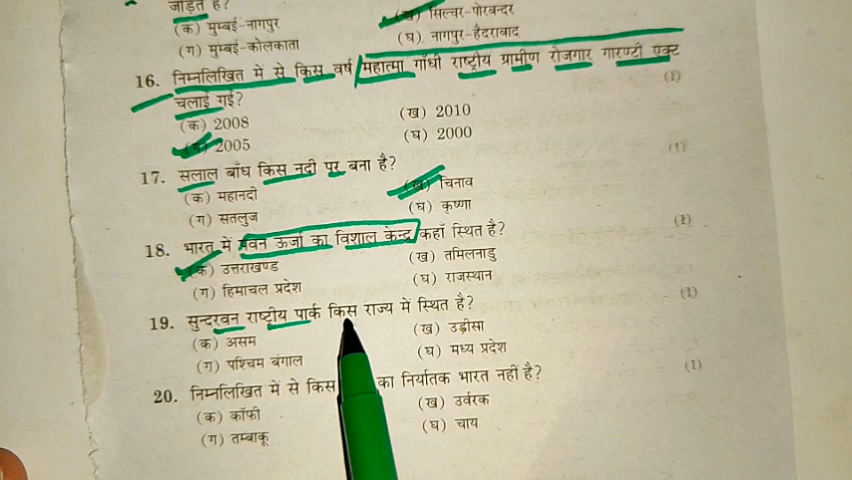 जोड़ते हैं?
(क) मुम्बई-नागपुर
(ख) सिल्चर-पोरबन्दर
(ग) मुम्बई-कोलकाता
(घ) नागपुर-हैदराबाद
16. निम्नलिखित में से किस वर्ष महात्मा गाँधी राष्ट्रीय ग्रामीण रोजगार गारण्टी एक्ट
चलाई गई? (1)
(क) 2008
(ख) 2010
2005
(घ) 2000
17. सलाल बाँध किस नदी पर बना है? (1)
(क) महानदी
(ख) चिनाव
(ग) सतलुज
(घ) कृष्णा
18. भारत में पवन ऊर्जा का विशाल केन्द्र कहाँ स्थित है? (1)
(क) उत्तराखण्ड
(ख) तमिलनाडु
(ग) हिमाचल प्रदेश
(घ) राजस्थान
19. सुन्दरवन राष्ट्रीय पार्क किस राज्य में स्थित है? (1)
(क) असम
(ख) उड़ीसा
(ग) पश्चिम बंगाल
(घ) मध्य प्रदेश
20. निम्नलिखित में से किस का निर्यातक भारत नहीं है? (1)
(क) कॉफी
(ख) उर्वरक
(ग) तम्बाकू
(घ) चाय